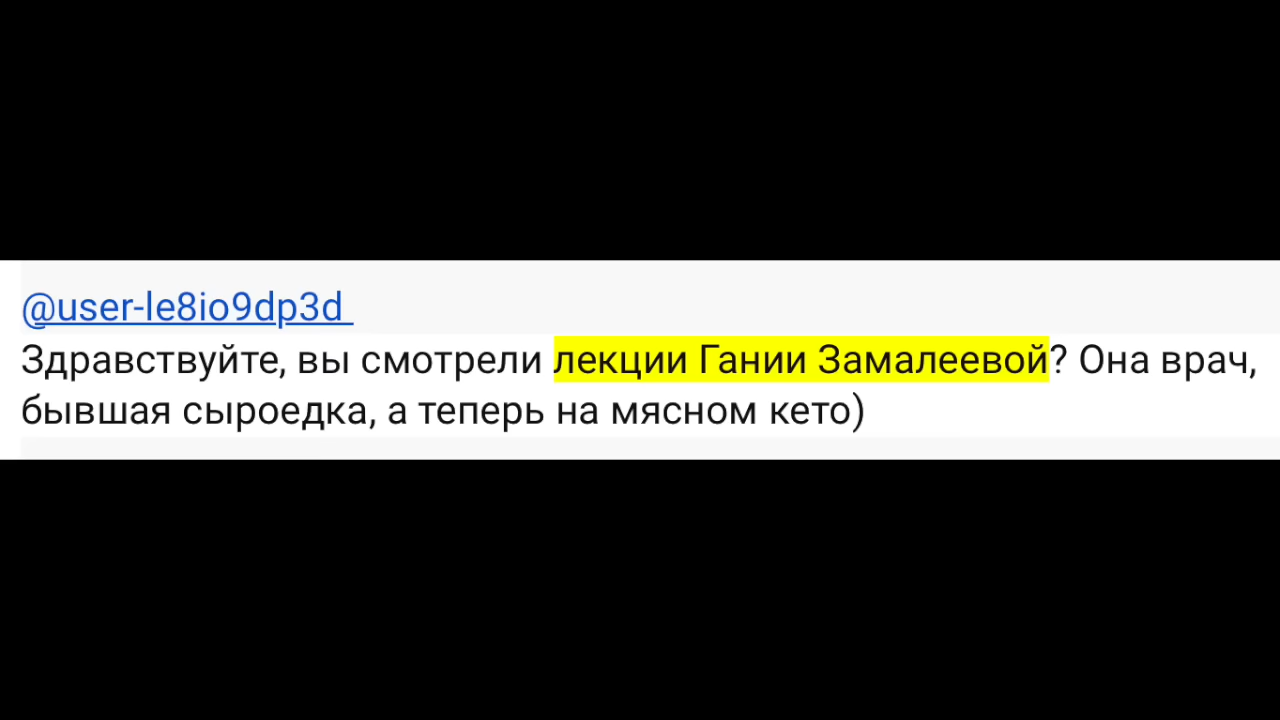 @user-le8io9dp3d
Здравствуйте, вы смотрели лекции Гании Замалеевой? Она врач,
бывшая сыроедка, а теперь на мясном кето)